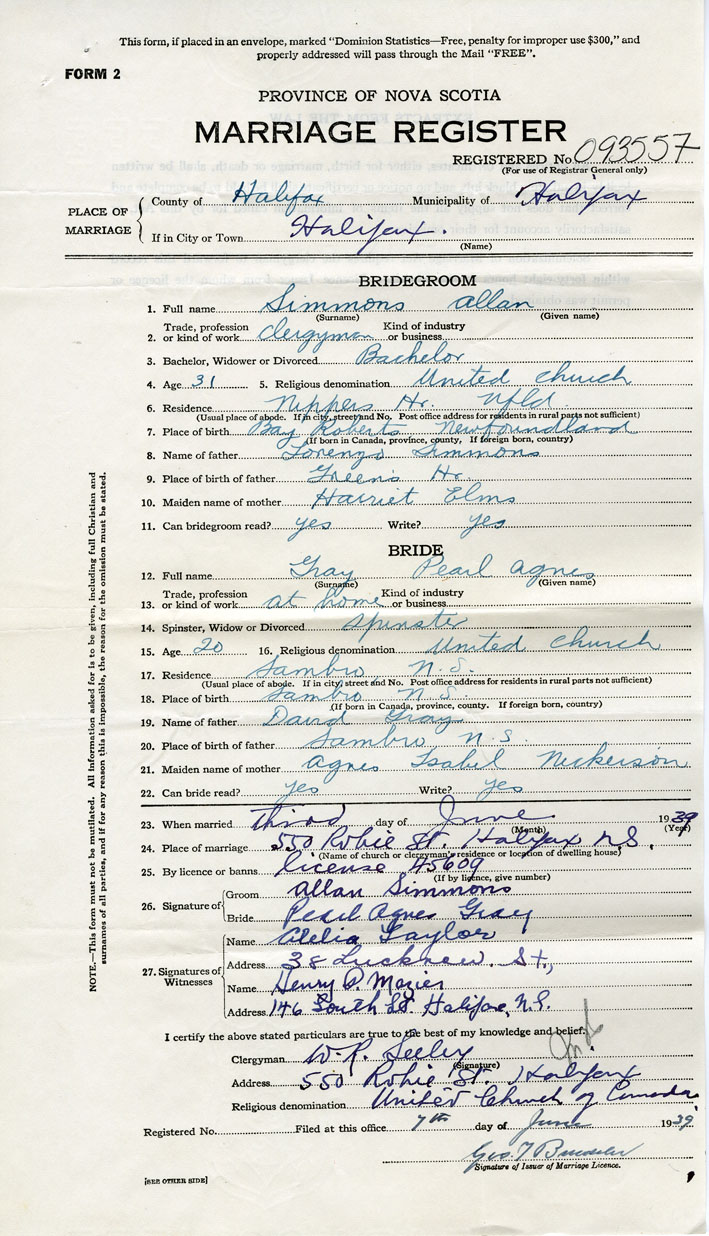 This form, if placed in an envelope, marked "Dominion Statistics—Free, penalty for improper use $300," and
properly addressed will pass through the Mail "FREE".
FORM 2
PROVINCE OF NOVA SCOTIA
MARRIAGE REGISTER
REGISTERED No. 093557
(For use of Registrar General only)
PLACE OF MARRIAGE
County of Halifax Municipality of Halifax
If in City or Town Halifax.
(Name)
BRIDEGROOM
1. Full name Simmons Allan
(Surname) (Given name)
2. Trade, profession or kind of work Clergyman Kind of industry or business
3. Bachelor, Widower or Divorced Bachelor
4. Age 31 5. Religious denomination United Church
6. Residence Nippers Hr. Nfld.
(Usual place of abode. If in city, street and No. Post office address for residents in rural parts not sufficient)
7. Place of birth Bay Roberts Newfoundland
(If born in Canada, province, county, If foreign born, country)
8. Name of father Lorenzo Simmons
9. Place of birth of father Green's Hr.
10. Maiden name of mother Harriet Elms
11. Can bridegroom read? yes Write? yes
BRIDE
12. Full name Gray Pearl Agnes
(Surname) (Given name)
13. Trade, profession or kind of work at home Kind of industry or business
14. Spinster, Widow or Divorced Spinster
15. Age 20 16. Religious denomination United Church
17. Residence Sambro, N.S.
(Usual place of abode. If in city, street and No. Post office address for residents in rural parts not sufficient)
18. Place of birth Sambro N.S.
(If born in Canada, province, county. If foreign born, country)
19. Name of father David Gray
20. Place of birth of father Sambro N.S.
21. Maiden name of mother Agnes Isabel Nickerson
22. Can bride read? yes Write? yes
23. When married third day of June 1939
(Month) (Year)
24. Place of marriage 550 Robie St. Halifax N.S.
(Name of church or clergyman's residence or location of dwelling house)
25. By licence or banns license 45609
(If by licence, give number)
26. Signature of
Groom Allan Simmons
Bride Pearl Agnes Gray
27. Signatures of Witnesses
Name Clelia Taylor
Address 38 Lucknow St,
Name Henry P. Mozier
Address 146 South St. Halifax, N.S.
I certify the above stated particulars are true to the best of my knowledge and belief.
Clergyman W. R. Seeley
(Signature)
Address 550 Robie St. Halifax
Religious denomination United Church of Canada
Registered No. Filed at this office 7th day of June 1939
Signature of Issuer of Marriage Licence.
[SEE OTHER SIDE]
NOTE.—This form must not be mutilated. All information asked for is to be given, including full Christian and
surnames of all parties, and if for any reason this is impossible, the reason for the omission must be stated.